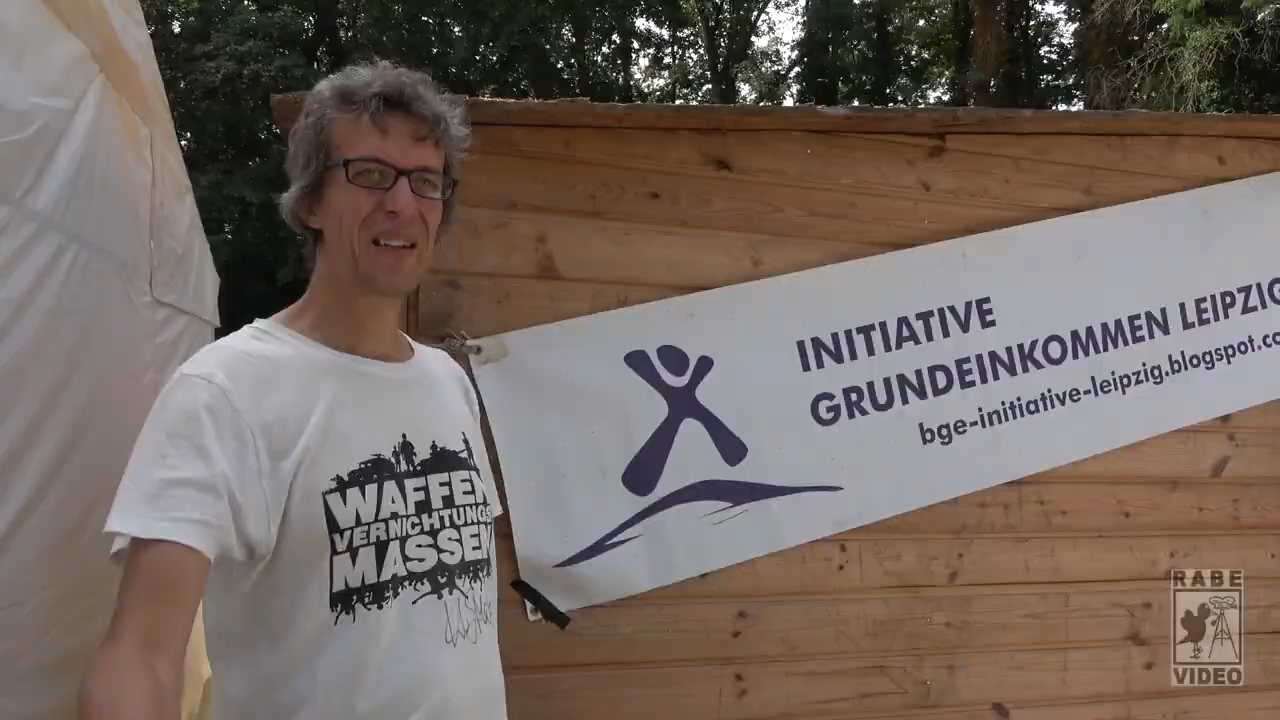 INITIATIVE
GRUNDEINKOMMEN LEIPZIG
bge-initiative-leipzig.blogspot.co
WAFFEN
VERNICHTUNGS
MASSEN
RABE
VIDEO